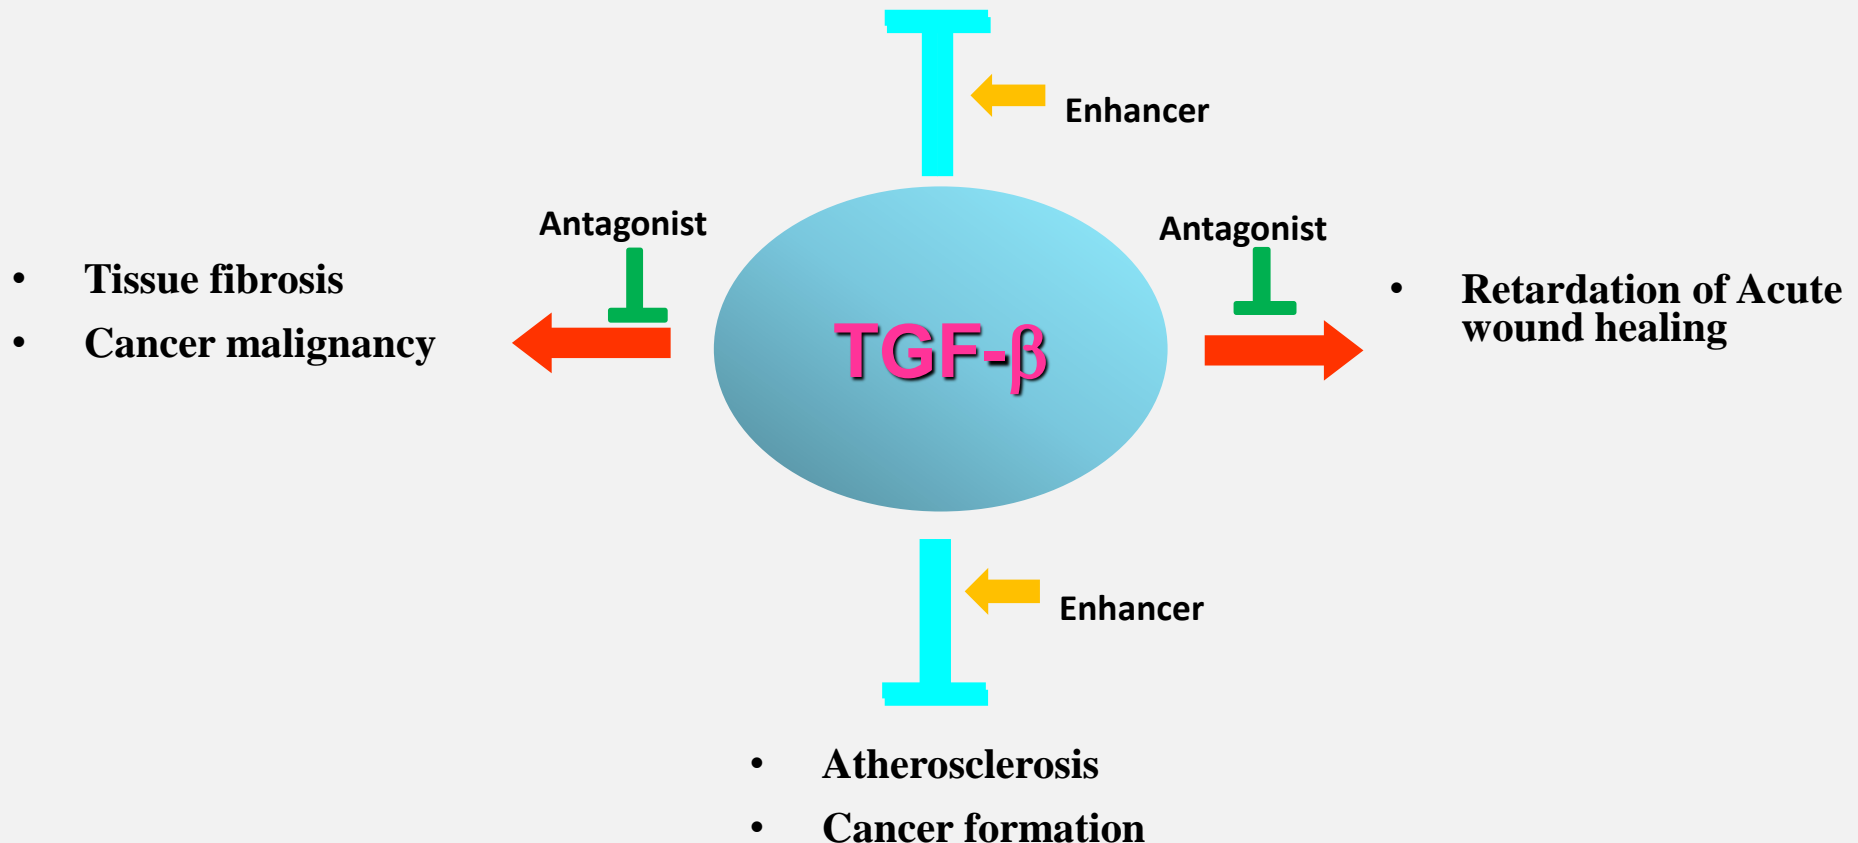 Enhancer
Antagonist
Antagonist
• Tissue fibrosis
• Cancer malignancy
TGF-β
• Retardation of Acute
wound healing
Enhancer
• Atherosclerosis
• Cancer formation